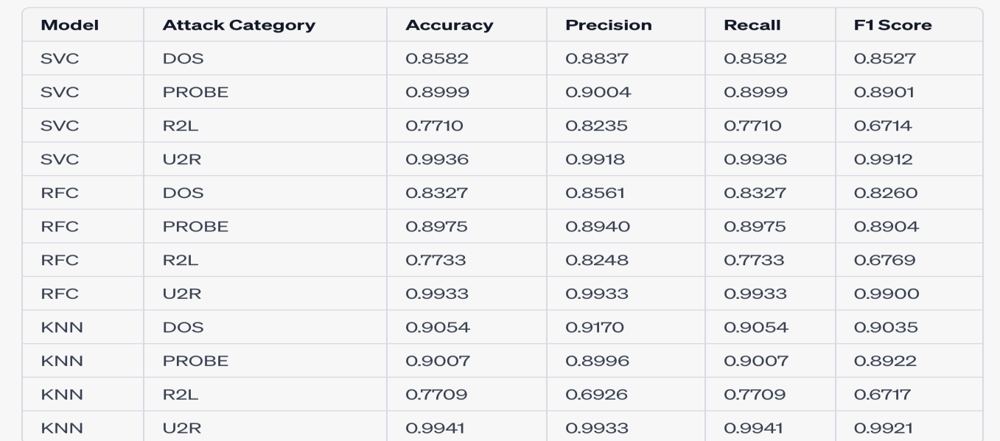 Model Attack Category Accuracy Precision Recall F1 Score
SVC DOS 0.8582 0.8837 0.8582 0.8527
SVC PROBE 0.8999 0.9004 0.8999 0.8901
SVC R2L 0.7710 0.8235 0.7710 0.6714
SVC U2R 0.9936 0.9918 0.9936 0.9912
RFC DOS 0.8327 0.8561 0.8327 0.8260
RFC PROBE 0.8975 0.8940 0.8975 0.8904
RFC R2L 0.7733 0.8248 0.7733 0.6769
RFC U2R 0.9933 0.9933 0.9933 0.9900
KNN DOS 0.9054 0.9170 0.9054 0.9035
KNN PROBE 0.9007 0.8996 0.9007 0.8922
KNN R2L 0.7709 0.6926 0.7709 0.6717
KNN U2R 0.9941 0.9933 0.9941 0.9921